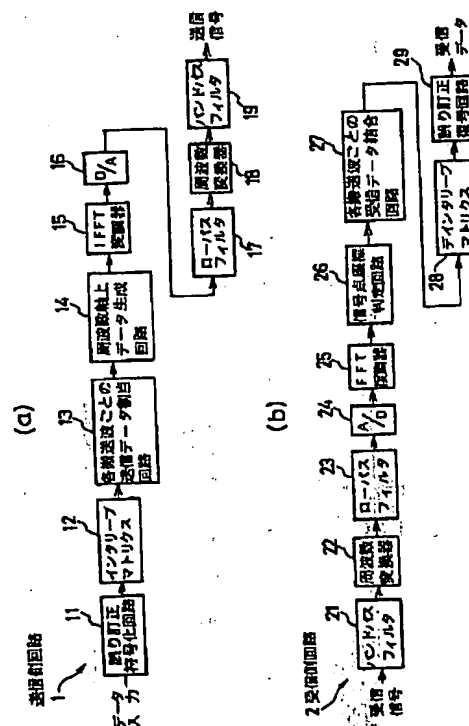 (a)
送信側回路
1
データ
入力
11
誤り訂正
符号化回路
12
インタリーブ
マトリクス
13
各搬送波ごとの
送信データ割当
回路
14
周波数軸上
データ生成
回路
15
IFFT
変調器
16
D/A
17
ローパス
フィルタ
18
周波数
変換器
19
バンドパス
フィルタ
送信
信号
(b)
2 受信側回路
受信
信号
21
バンドパス
フィルタ
22
周波数
変換器
23
ローパス
フィルタ
24
A/D
25
FFT
復調器
26
信号点座標
判定回路
27
各搬送波ごとの
受信データ結合
回路
28
デインタリーブ
マトリクス
29
誤り訂正
復号回路
受信
データ